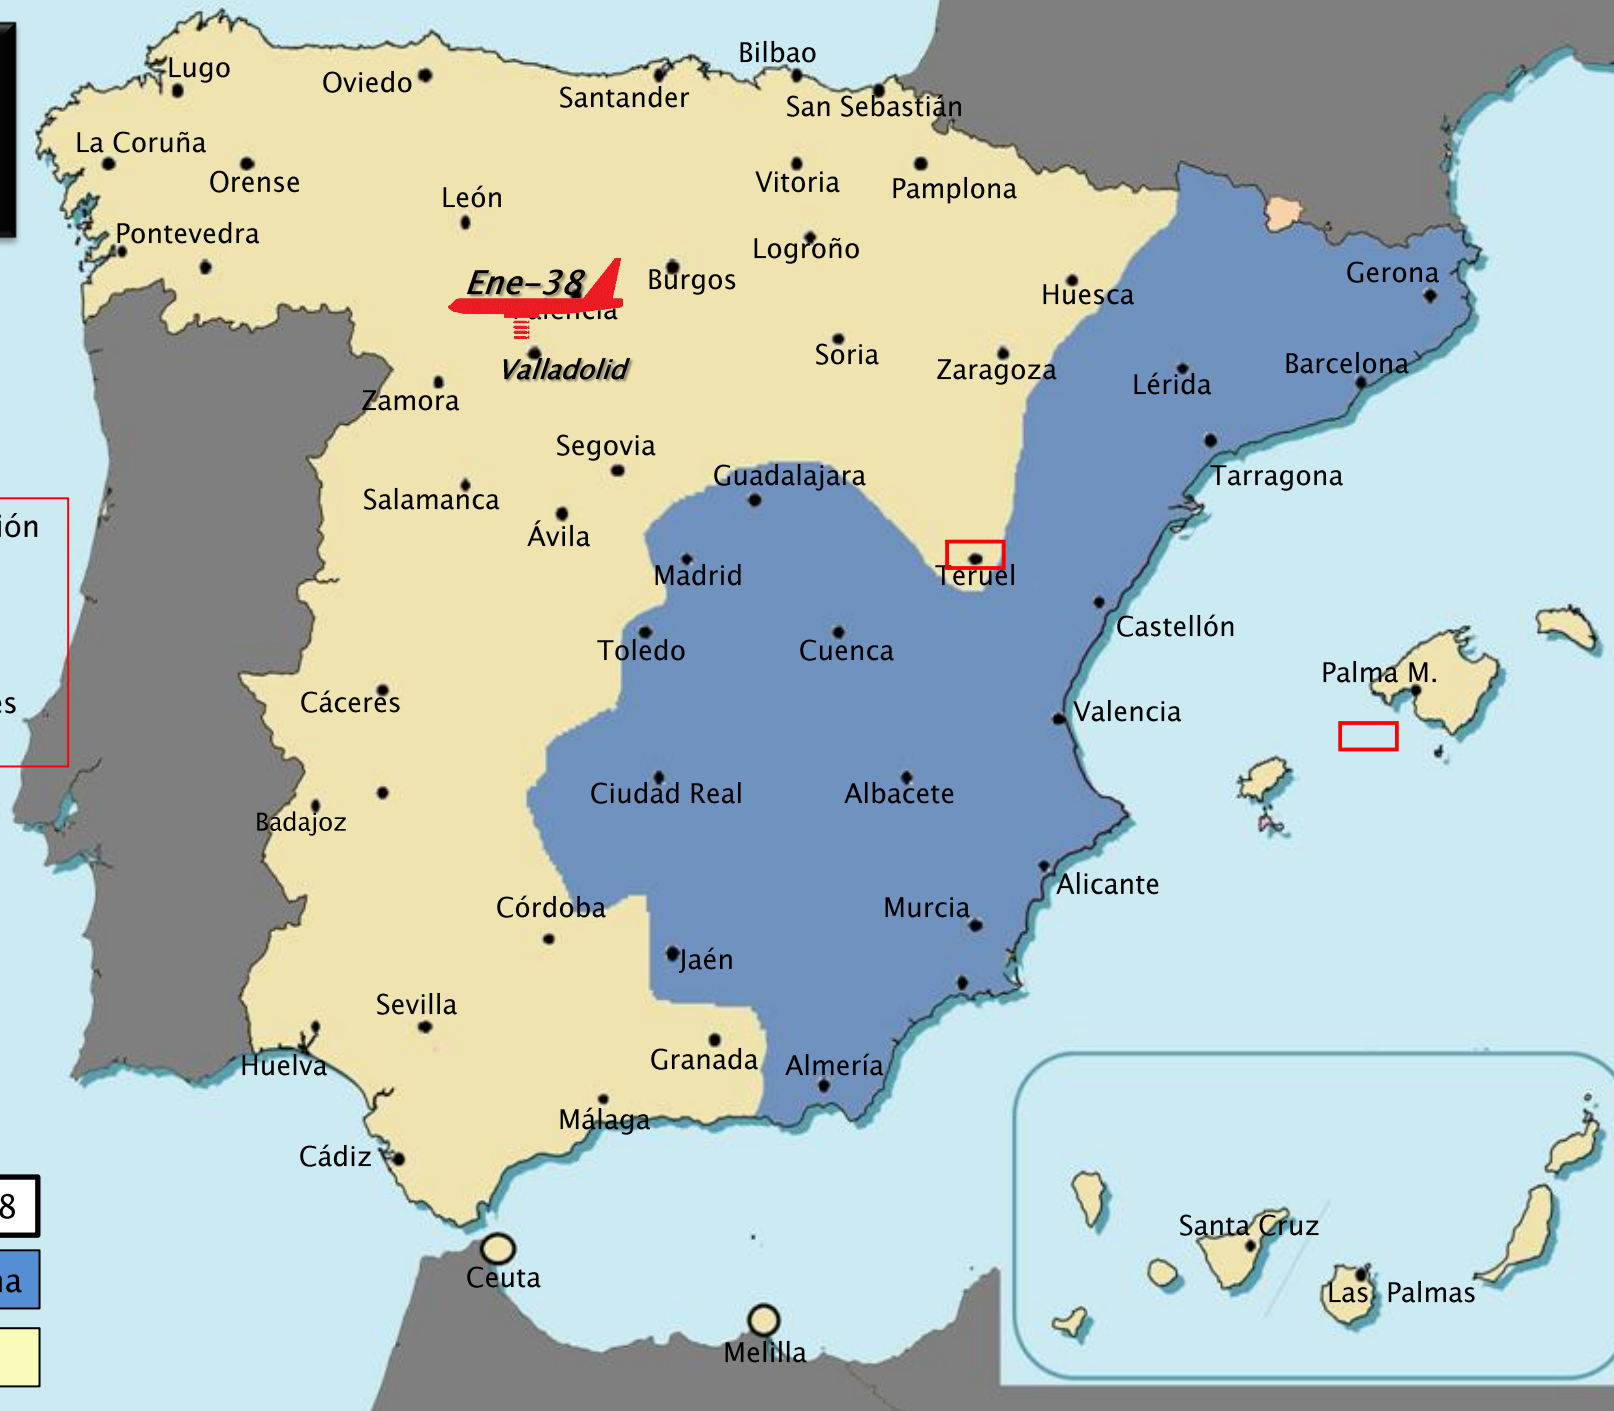 Bilbao
Lugo
Oviedo
Santander
San Sebastián
La Coruña
Orense
Vitoria
Pamplona
León
Pontevedra
Logroño
Ene-38
Burgos
Huesca
Gerona
Soria
Zaragoza
Valladolid
Lérida
Barcelona
Zamora
Segovia
Guadalajara
Tarragona
Salamanca
Ávila
ión
Madrid
Teruel
Castellón
Toledo
Cuenca
Palma M.
Cáceres
s
Valencia
Ciudad Real
Albacete
Badajoz
Alicante
Córdoba
Murcia
Jaén
Sevilla
Granada
Almería
Huelva
Málaga
Cádiz
8
Santa Cruz
Ceuta
na
Las Palmas
Melilla